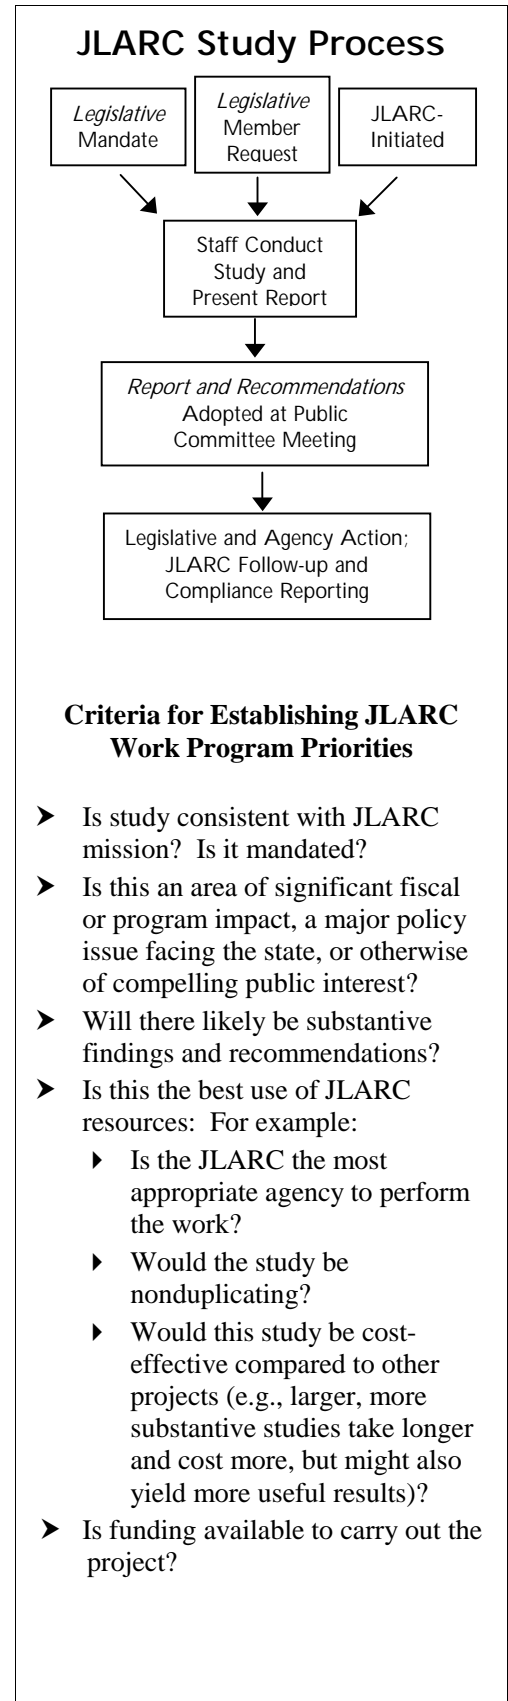 JLARC Study Process
Legislative
Mandate
Legislative
Member
Request
JLARC-
Initiated
Staff Conduct
Study and
Present Report
Report and Recommendations
Adopted at Public
Committee Meeting
Legislative and Agency Action;
JLARC Follow-up and
Compliance Reporting
Criteria for Establishing JLARC
Work Program Priorities
➤ Is study consistent with JLARC
mission?  Is it mandated?
➤ Is this an area of significant fiscal
or program impact, a major policy
issue facing the state, or otherwise
of compelling public interest?
➤ Will there likely be substantive
findings and recommendations?
➤ Is this the best use of JLARC
resources:  For example:
▸ Is the JLARC the most
appropriate agency to perform
the work?
▸ Would the study be
nonduplicating?
▸ Would this study be cost-
effective compared to other
projects (e.g., larger, more
substantive studies take longer
and cost more, but might also
yield more useful results)?
➤ Is funding available to carry out the
project?